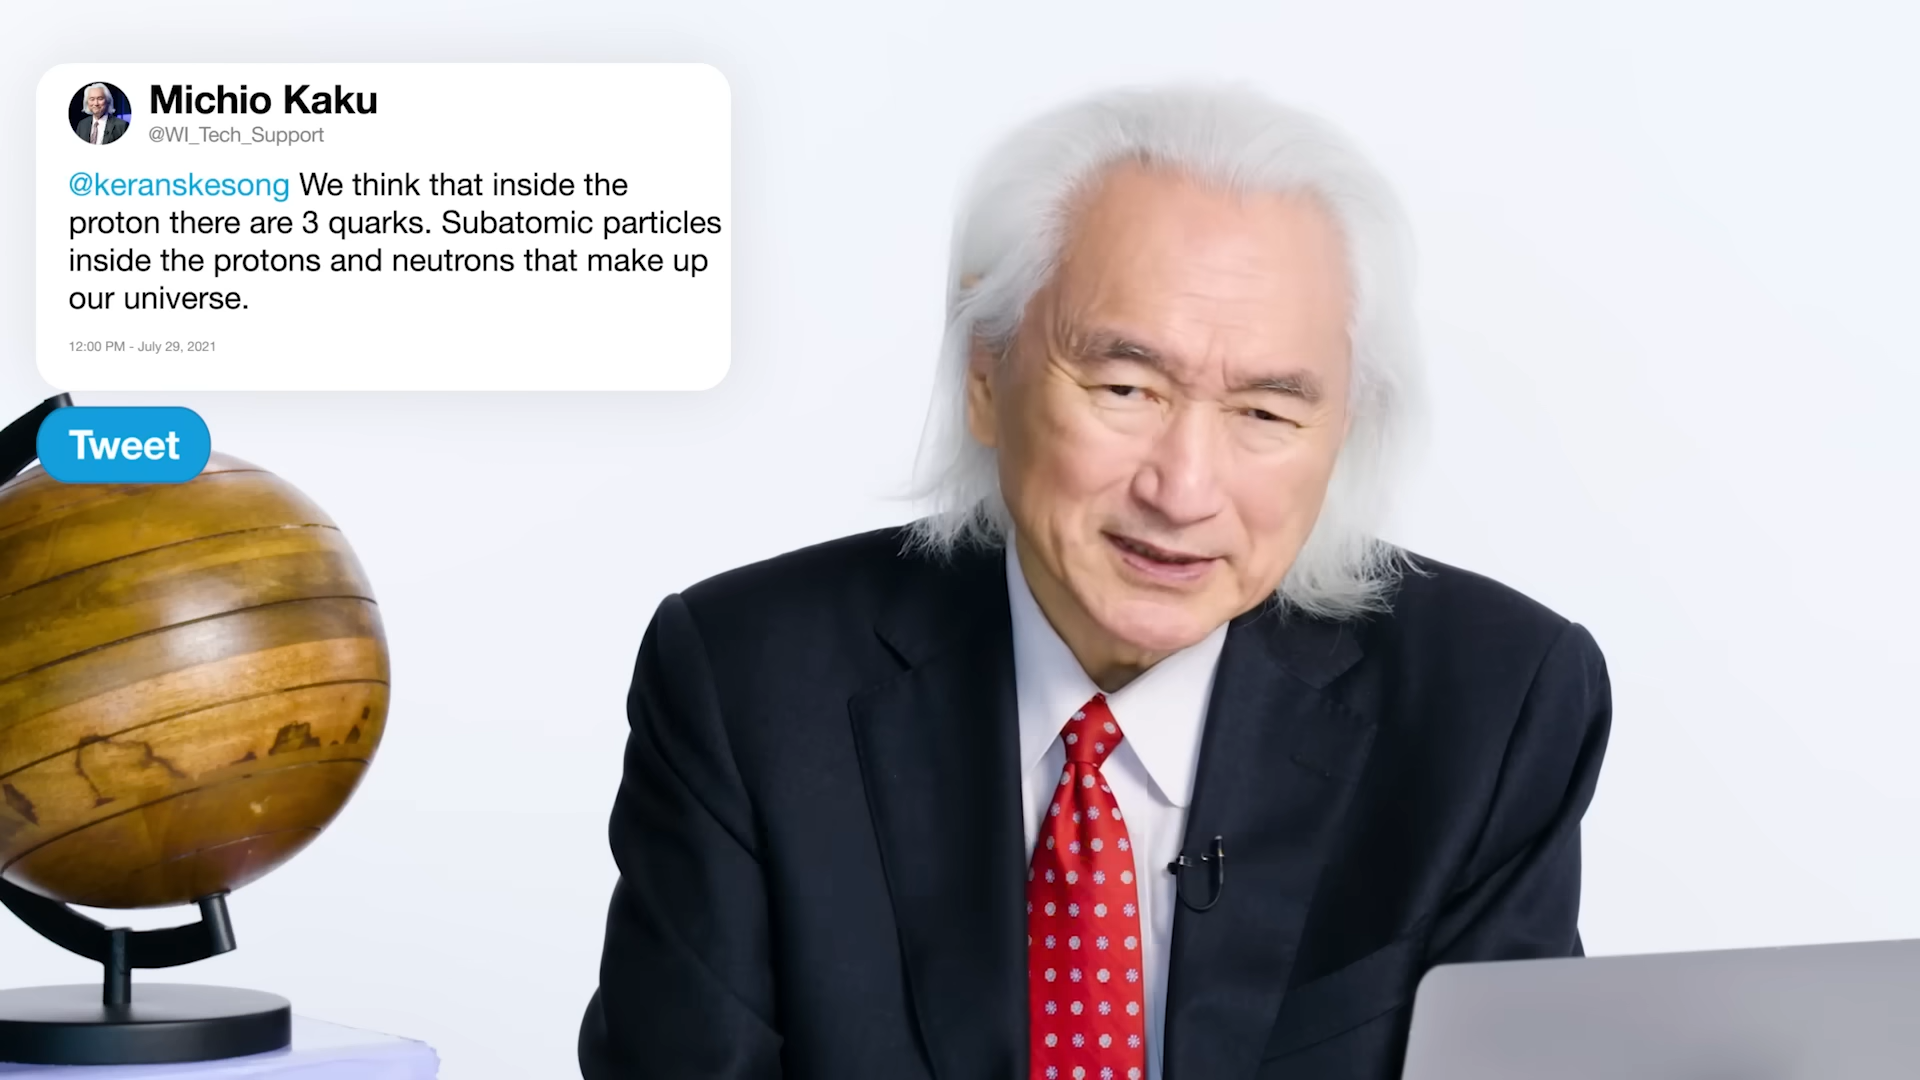 Michio Kaku
@WI_Tech_Support
@keranskesong We think that inside the
proton there are 3 quarks. Subatomic particles
inside the protons and neutrons that make up
our universe.
12:00 PM - July 29, 2021
Tweet